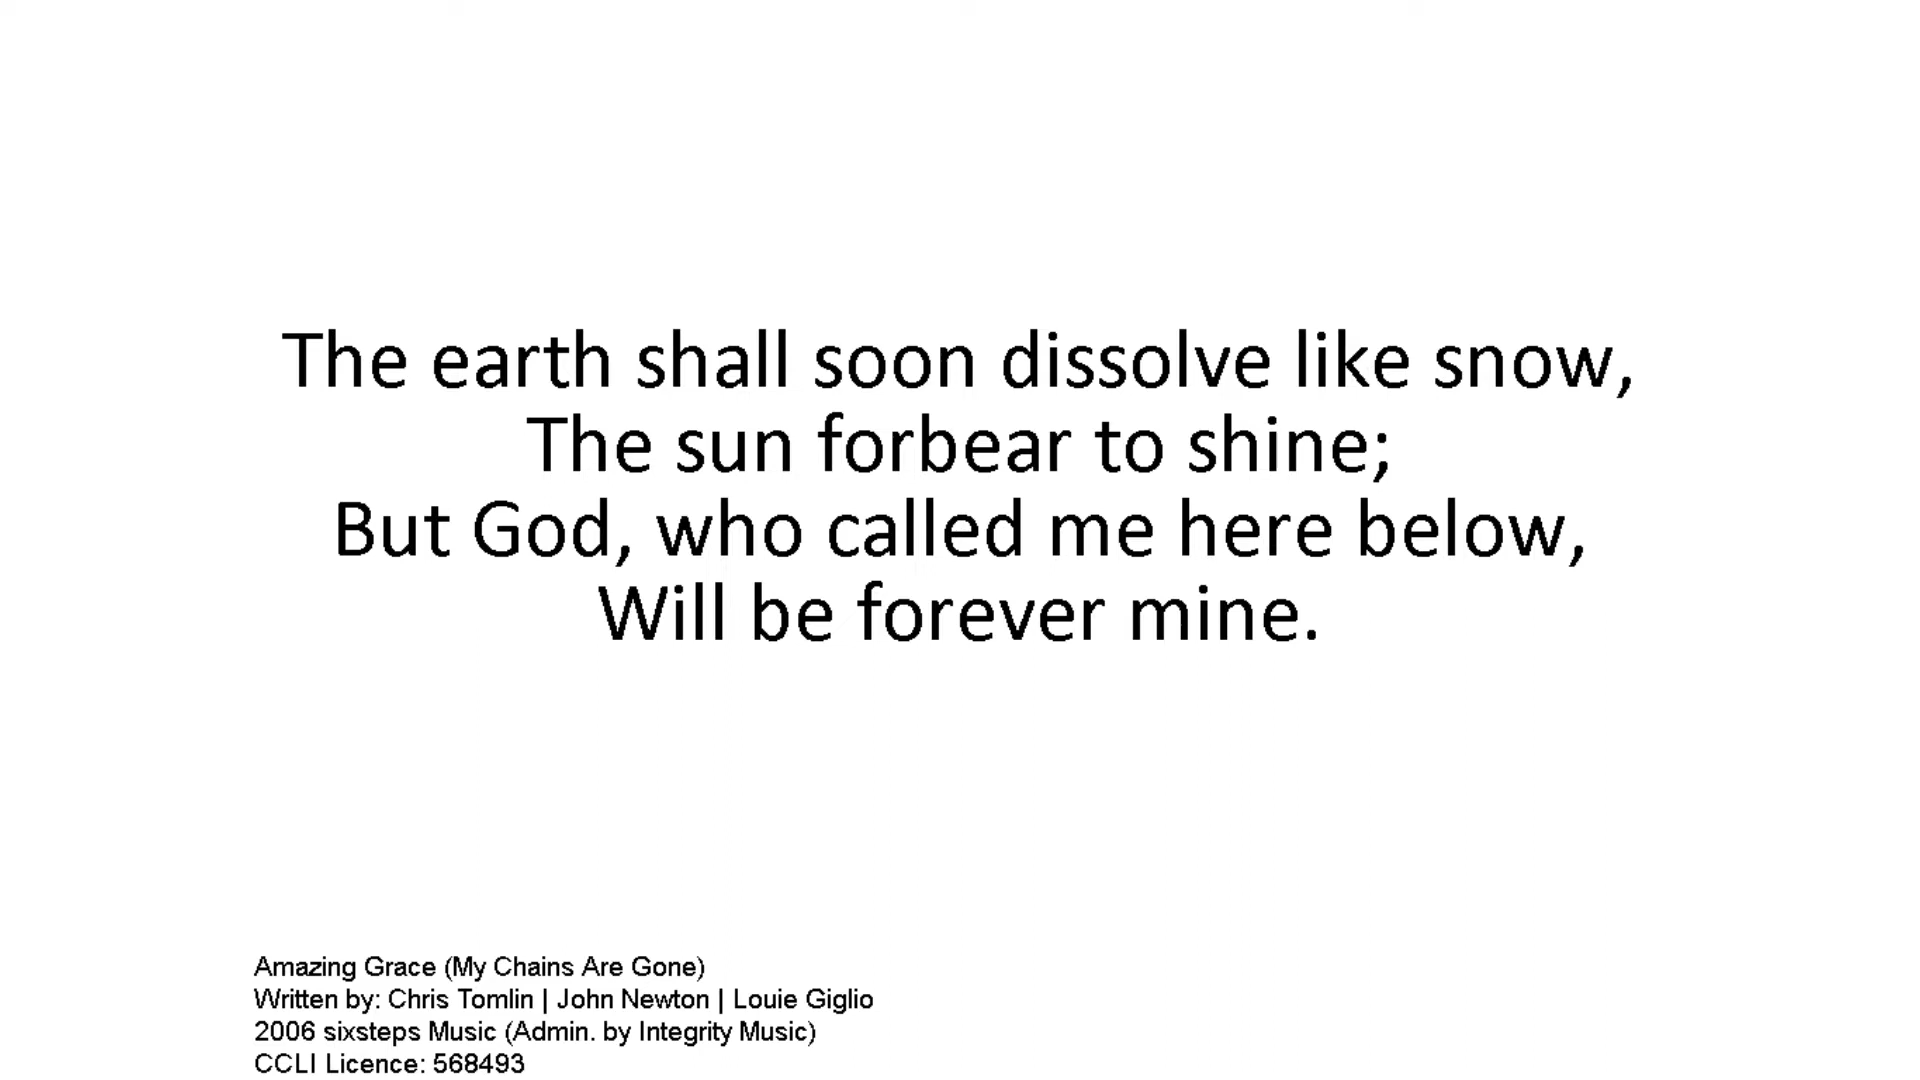 The earth shall soon dissolve like snow,
The sun forbear to shine;
But God, who called me here below,
Will be forever mine.
Amazing Grace (My Chains Are Gone)
Written by: Chris Tomlin | John Newton | Louie Giglio
2006 sixsteps Music (Admin. by Integrity Music)
CCLI Licence: 568493